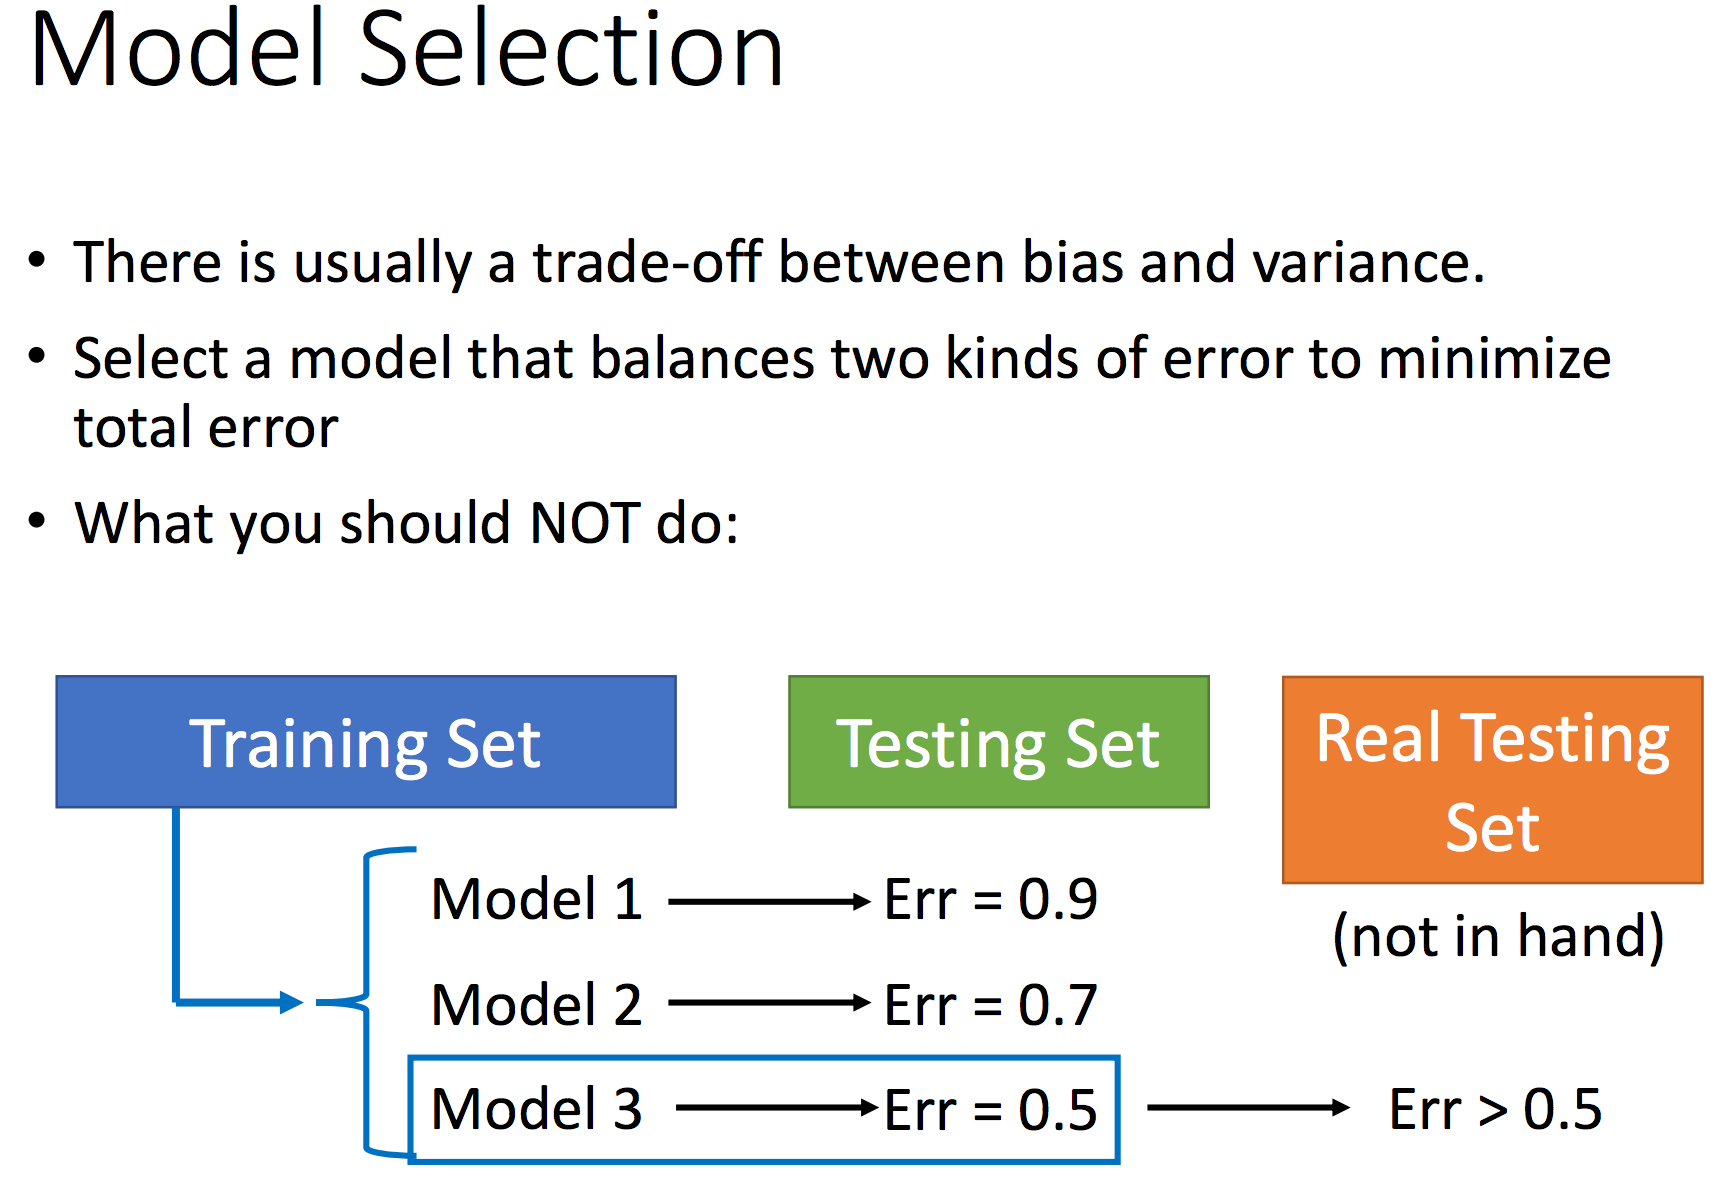 Model Selection
• There is usually a trade-off between bias and variance.
• Select a model that balances two kinds of error to minimize
total error
• What you should NOT do:
Training Set
Testing Set
Real Testing
Set
(not in hand)
Model 1
Err = 0.9
Model 2
Err = 0.7
Model 3
Err = 0.5
Err > 0.5